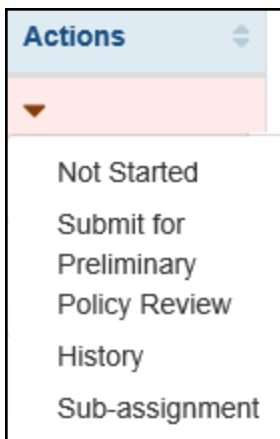 Actions
Not Started
Submit for
Preliminary
Policy Review
History
Sub-assignment